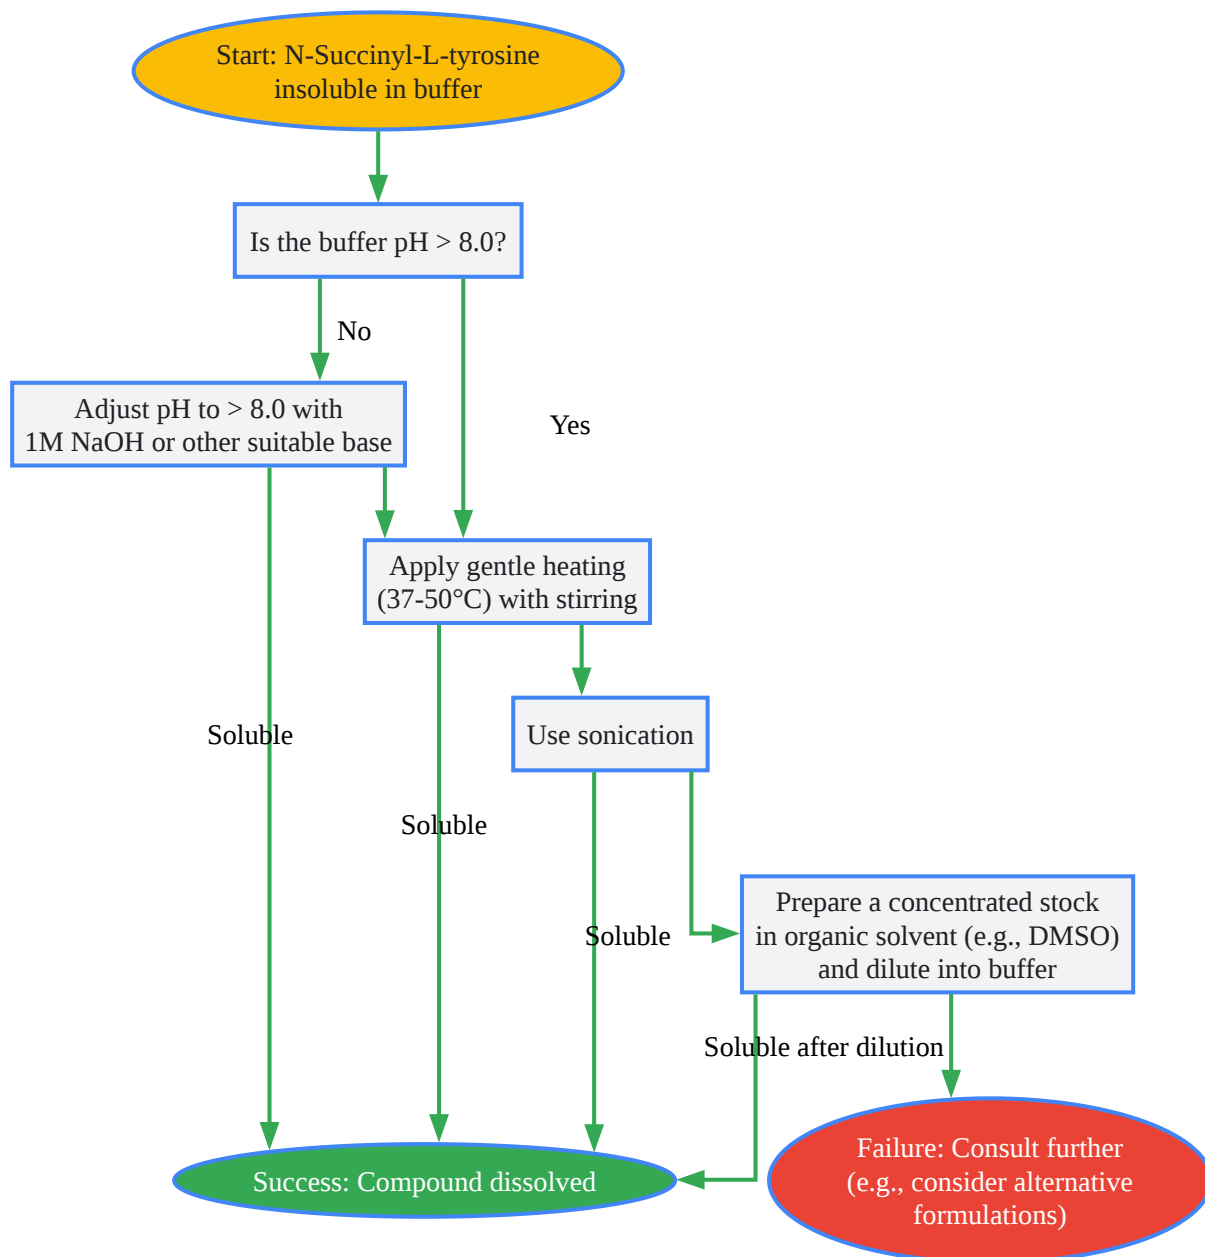 Start: N-Succinyl-L-tyrosine
insoluble in buffer
Is the buffer pH > 8.0?
No
Adjust pH to > 8.0 with
1M NaOH or other suitable base
Yes
Apply gentle heating
(37-50°C) with stirring
Use sonication
Soluble
Soluble
Prepare a concentrated stock
in organic solvent (e.g., DMSO)
and dilute into buffer
Soluble
Soluble after dilution
Success: Compound dissolved
Failure: Consult further
(e.g., consider alternative
formulations)